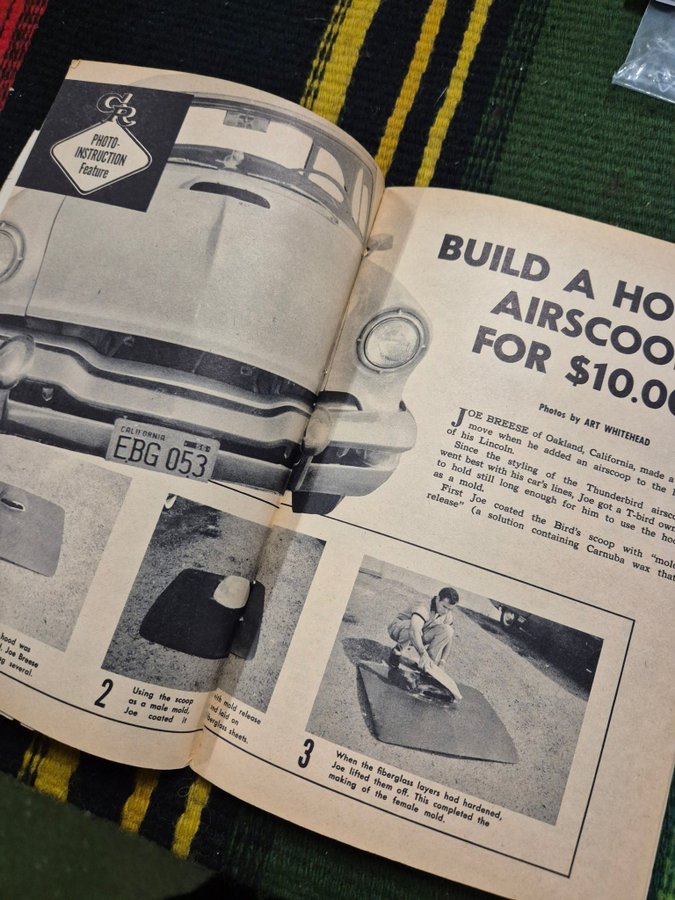 CR
PHOTO-
INSTRUCTION
Feature
CALIFORNIA
EBG 053
BUILD A HO
AIRSCOO
FOR $10.00
Photos by ART WHITEHEAD
JOE BREESE of Oakland, California, made a
move when he added an airscoop to the
of his Lincoln.
Since the styling of the Thunderbird airsc
went best with his car's lines, Joe got a T-bird own
to hold still long enough for him to use the hoo
as a mold.
First Joe coated the Bird's scoop with "mold
release" (a solution containing Carnuba wax that
hood was
Joe Breese
g several.
2
Using the scoop
as a male mold,
Joe coated it
with mold release
and laid on
iberglass sheets.
3
When the fiberglass layers had hardened,
Joe lifted them off. This completed the
making of the female mold.